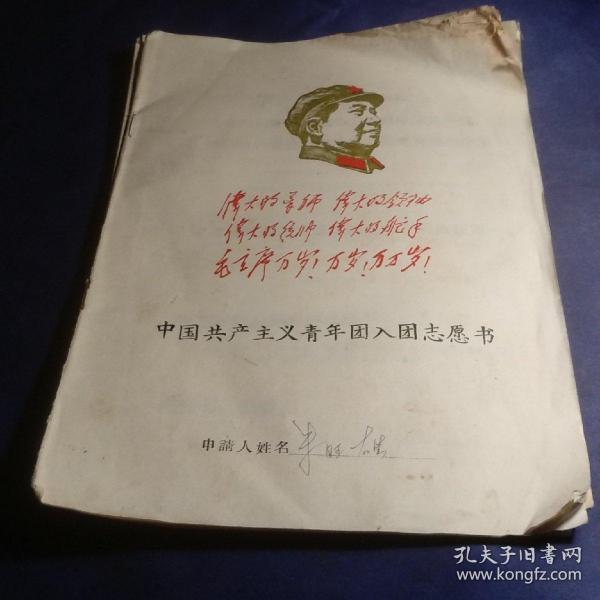 伟大的导师 伟大的领袖
伟大的统帅 伟大的舵手
毛主席万岁！万岁！万万岁！
中国共产主义青年团入团志愿书
申請人姓名
孔夫子旧书网
www.kongfz.com